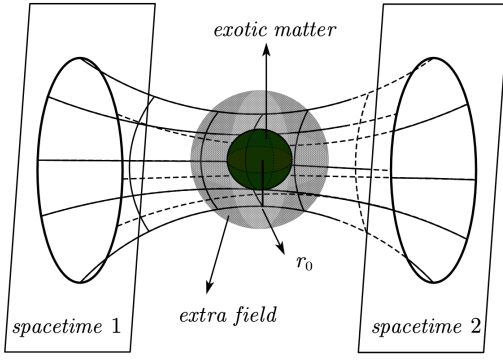 exotic matter
r₀
extra field
spacetime 1
spacetime 2